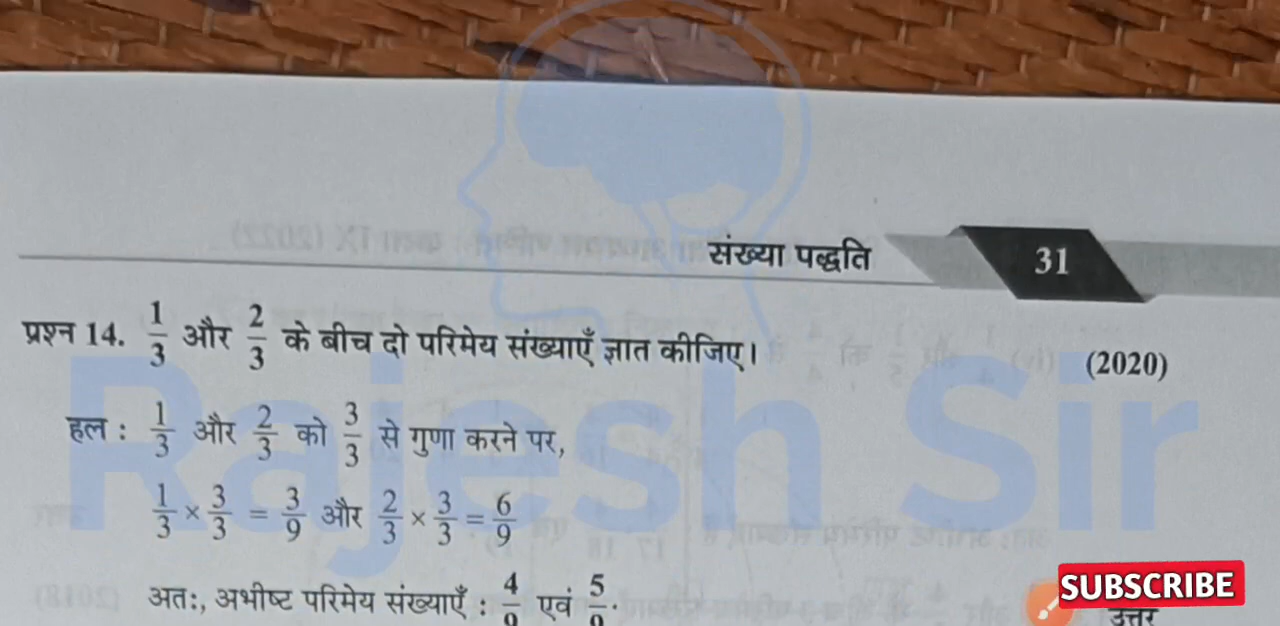 संख्या पद्धति 31
प्रश्न 14. 1/3 और 2/3 के बीच दो परिमेय संख्याएँ ज्ञात कीजिए। (2020)
हल : 1/3 और 2/3 को 3/3 से गुणा करने पर,
1/3 × 3/3 = 3/9 और 2/3 × 3/3 = 6/9
अतः, अभीष्ट परिमेय संख्याएँ : 4/9 एवं 5/9. उत्तर
Rajesh Sir
SUBSCRIBE